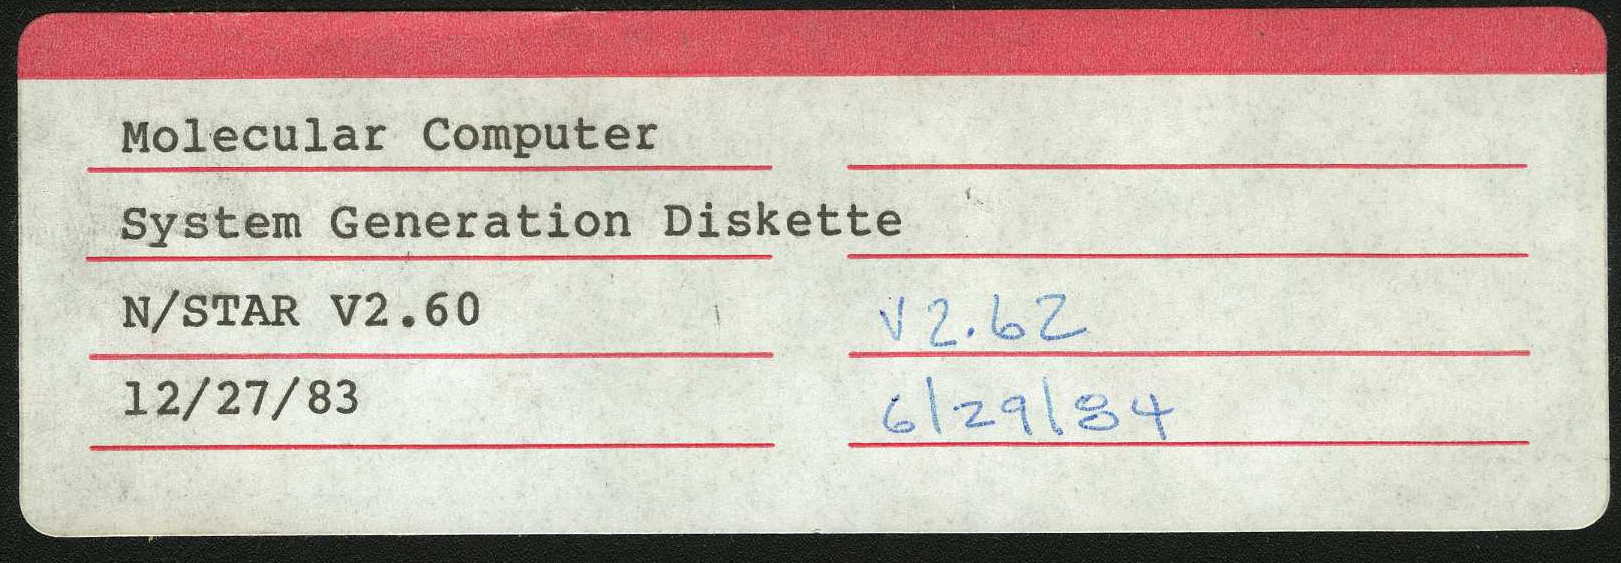 Molecular Computer
System Generation Diskette
N/STAR V2.60 V2.62
12/27/83 6/29/84